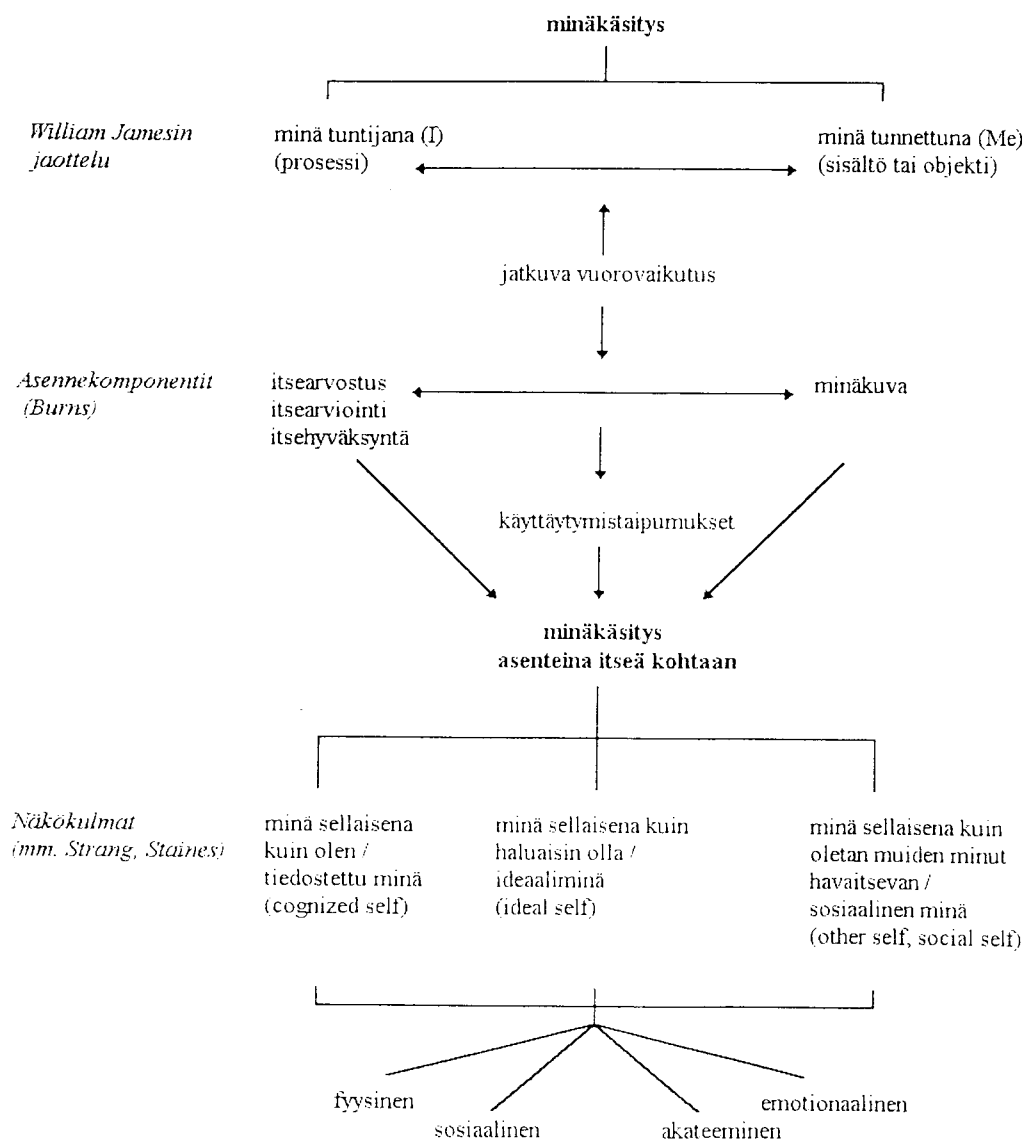 minäkäsitys
William Jamesin
jaottelu
minä tuntijana (I)
(prosessi)
minä tunnettuna (Me)
(sisältö tai objekti)
jatkuva vuorovaikutus
Asennekomponentit
(Burns)
itsearvostus
itsearviointi
itsehyväksyntä
minäkuva
käyttäytymistaipumukset
minäkäsitys
asenteina itseä kohtaan
Näkökulmat
(mm. Strang, Staines)
minä sellaisena
kuin olen /
tiedostettu minä
(cognized self)
minä sellaisena kuin
haluaisin olla /
ideaaliminä
(ideal self)
minä sellaisena kuin
oletan muiden minut
havaitsevan /
sosiaalinen minä
(other self, social self)
fyysinen
sosiaalinen
akateeminen
emotionaalinen